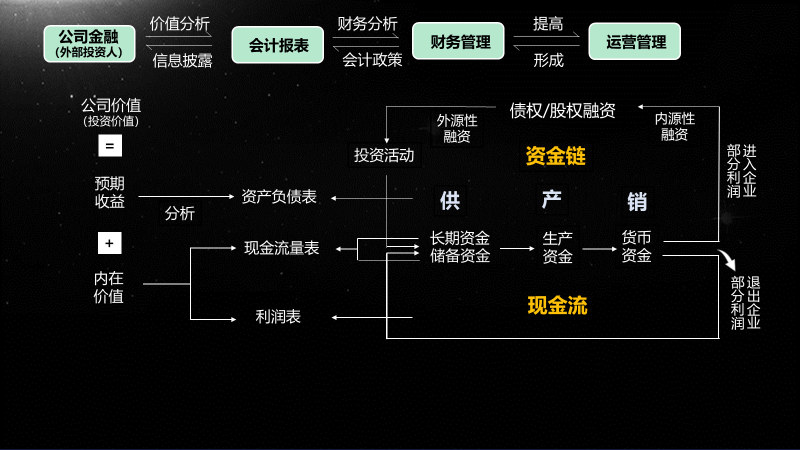 价值分析
财务分析
提高
公司金融
(外部投资人)
会计报表
财务管理
运营管理
信息披露
会计政策
形成
公司价值
(投资价值)
=
预期
收益
分析
+
内在
价值
资产负债表
现金流量表
利润表
债权/股权融资
外源性
融资
内源性
融资
投资活动
资金链
供
产
销
长期资金
储备资金
生产
资金
货币
资金
现金流
进入企业
部分利润
退出企业
部分利润